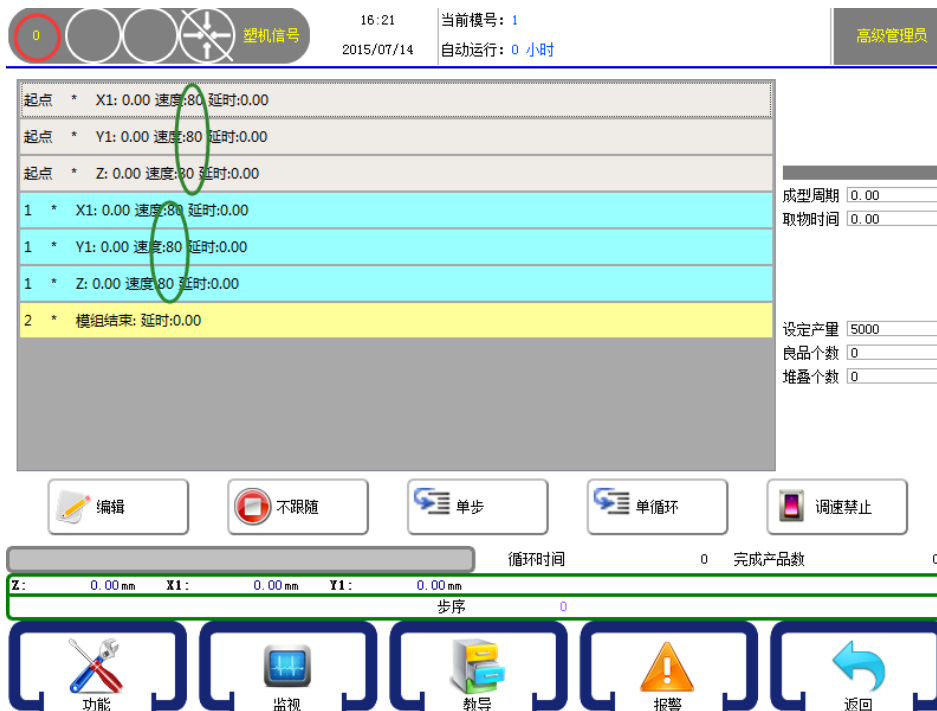 0
塑机信号
16:21
2015/07/14
当前模号: 1
自动运行: 0 小时
高级管理员
起点 * X1: 0.00 速度:80 延时:0.00
起点 * Y1: 0.00 速度:80 延时:0.00
起点 * Z: 0.00 速度:80 延时:0.00
1 * X1: 0.00 速度:80 延时:0.00
1 * Y1: 0.00 速度:80 延时:0.00
1 * Z: 0.00 速度:80 延时:0.00
2 * 模组结束: 延时:0.00
成型周期 0.00
取物时间 0.00
设定产量 5000
良品个数 0
堆叠个数 0
编辑
不跟随
单步
单循环
调速禁止
循环时间 0 完成产品数 0
Z: 0.00 mm X1: 0.00 mm Y1: 0.00 mm
步序 0
功能
监视
教导
报警
返回